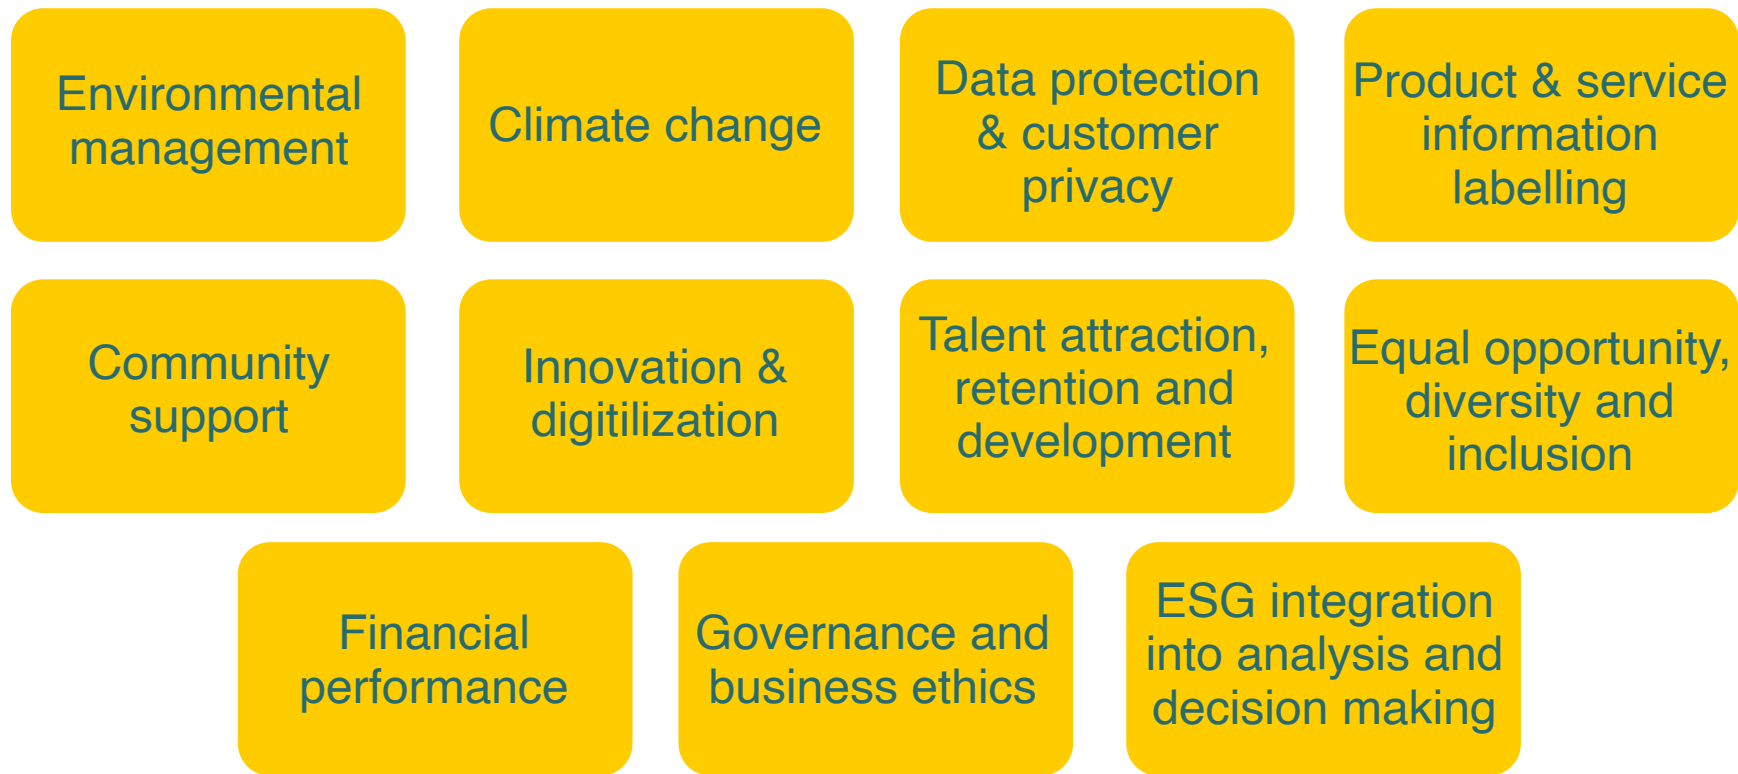 Environmental
management
Climate change
Data protection
& customer
privacy
Product & service
information
labelling
Community
support
Innovation &
digitilization
Talent attraction,
retention and
development
Equal opportunity,
diversity and
inclusion
Financial
performance
Governance and
business ethics
ESG integration
into analysis and
decision making